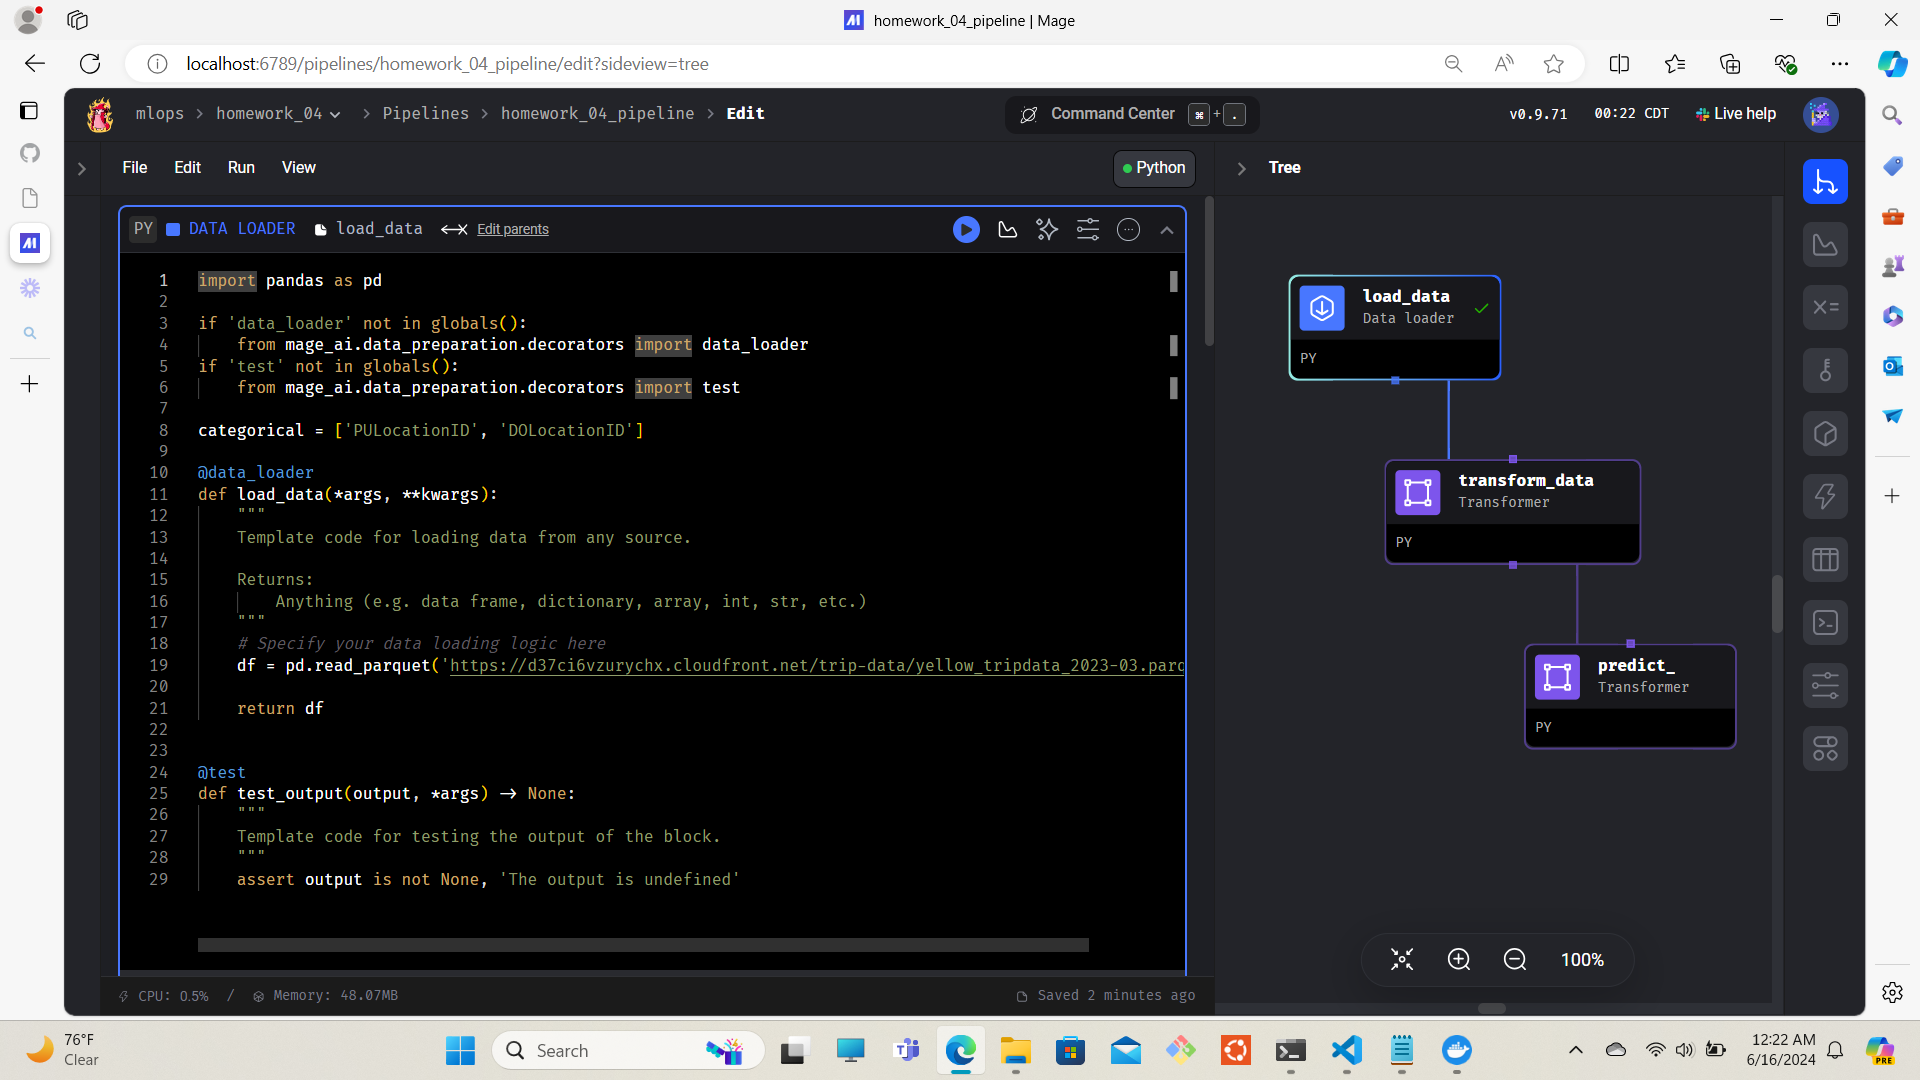 homework_04_pipeline | Mage
localhost:6789/pipelines/homework_04_pipeline/edit?sideview=tree
mlops > homework_04 > Pipelines > homework_04_pipeline > Edit
Command Center ⌘ + .
v0.9.71 00:22 CDT Live help
File Edit Run View
Python
Tree
PY DATA LOADER load_data Edit parents
1 import pandas as pd
2
3 if 'data_loader' not in globals():
4     from mage_ai.data_preparation.decorators import data_loader
5 if 'test' not in globals():
6     from mage_ai.data_preparation.decorators import test
7
8 categorical = ['PULocationID', 'DOLocationID']
9
10 @data_loader
11 def load_data(*args, **kwargs):
12     """
13     Template code for loading data from any source.
14
15     Returns:
16         Anything (e.g. data frame, dictionary, array, int, str, etc.)
17     """
18     # Specify your data loading logic here
19     df = pd.read_parquet('https://d37ci6vzurychx.cloudfront.net/trip-data/yellow_tripdata_2023-03.parq
20
21     return df
22
23
24 @test
25 def test_output(output, *args) -> None:
26     """
27     Template code for testing the output of the block.
28     """
29     assert output is not None, 'The output is undefined'
load_data
Data loader
PY
transform_data
Transformer
PY
predict_
Transformer
PY
100%
CPU: 0.5% / Memory: 48.07MB
Saved 2 minutes ago
76°F
Clear
Search
12:22 AM
6/16/2024
PRE